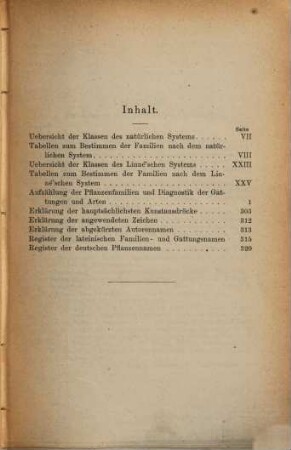 Inhalt.
Seite
Uebersicht der Klassen des natürlichen Systems . . . . . . VII
Tabellen zum Bestimmen der Familien nach dem natür-
lichen System . . . . . . . . . . . . . . . . . VIII
Uebersicht der Klassen des Linné'schen Systems . . . . . XXIII
Tabellen zum Bestimmen der Familien nach dem Lin-
né'schen System . . . . . . . . . . . . . . . . XXV
Aufzählung der Pflanzenfamilien und Diagnostik der Gat-
tungen und Arten . . . . . . . . . . . . . . . . 1
Erklärung der hauptsächlichsten Kunstausdrücke . . . . . 303
Erklärung der angewendeten Zeichen . . . . . . . . . 312
Erklärung der abgekürzten Autorennamen . . . . . . . 313
Register der lateinischen Familien- und Gattungsnamen 315
Register der deutschen Pflanzennamen . . . . . . . . 320